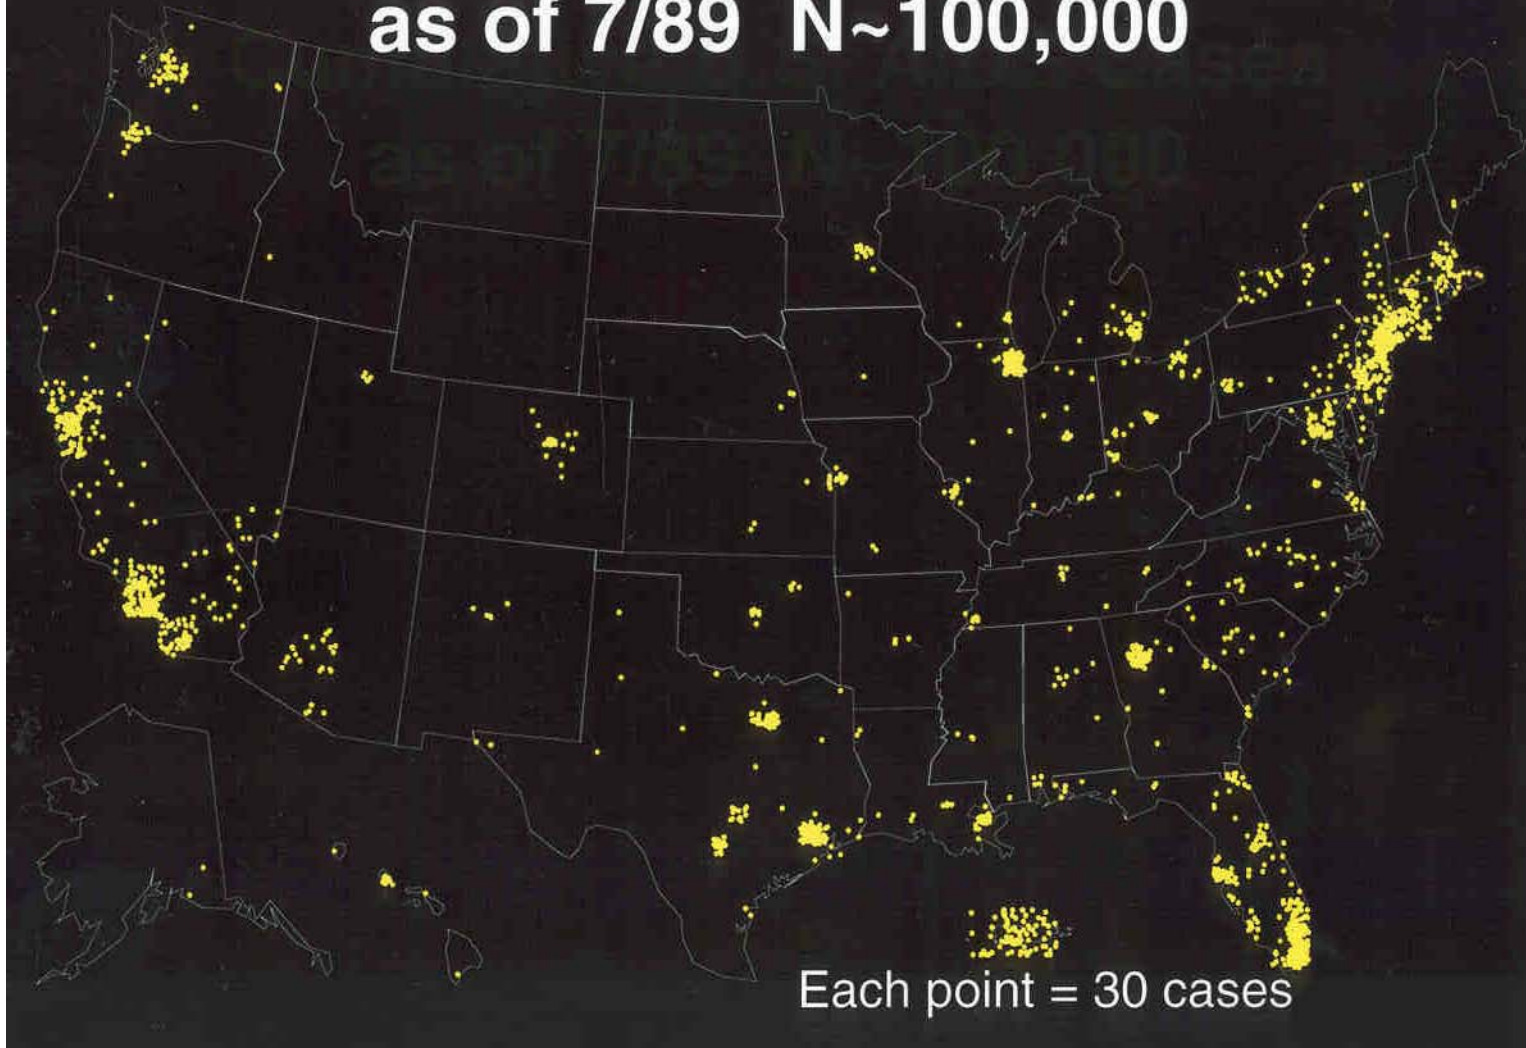 as of 7/89 N~100,000
Each point = 30 cases